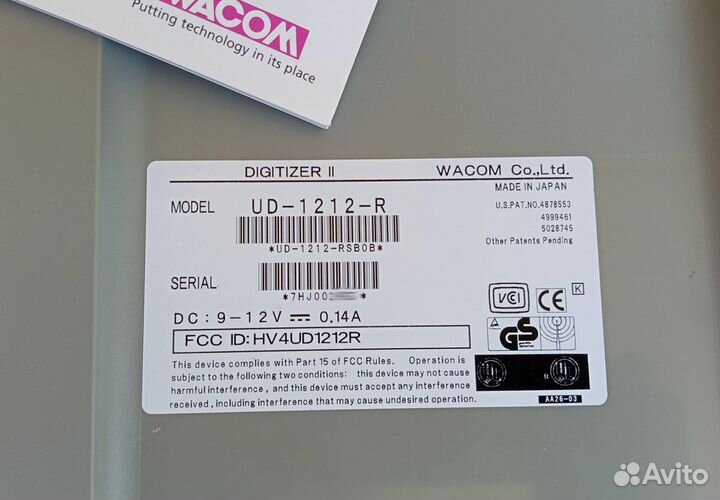 WACOM
Putting technology in its place
DIGITIZER II WACOM Co.,Ltd.
MADE IN JAPAN
MODEL UD-1212-R
U.S.PAT.NO.4878553
4999461
5028745
Other Patents Pending
*UD-1212-RSB0B*
SERIAL
*7HJ00
DC: 9-12V 0.14A
FCC ID:HV4UD1212R
This device complies with Part 15 of FCC Rules. Operation is
subject to the following two conditions: this device may not cause
harmful interference, and this device must accept any interference
received, including interference that may cause undesired operation.
VCCI
CE
K
GS
AA26-03
Avito